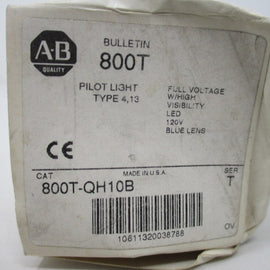 A-B
QUALITY
BULLETIN
800T
PILOT LIGHT
TYPE 4,13
FULL VOLTAGE
W/HIGH
VISIBILITY
LED
120V
BLUE LENS
CE
CAT
MADE IN U.S.A.
SER
800T-QH10B
T
10611320038788